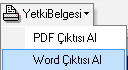 YetkiBelgesi
PDF Çıktısı Al
Word Çıktısı Al